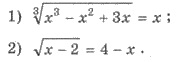 1) ∛(x³ − x² + 3x) = x ;
2) √(x − 2) = 4 − x .